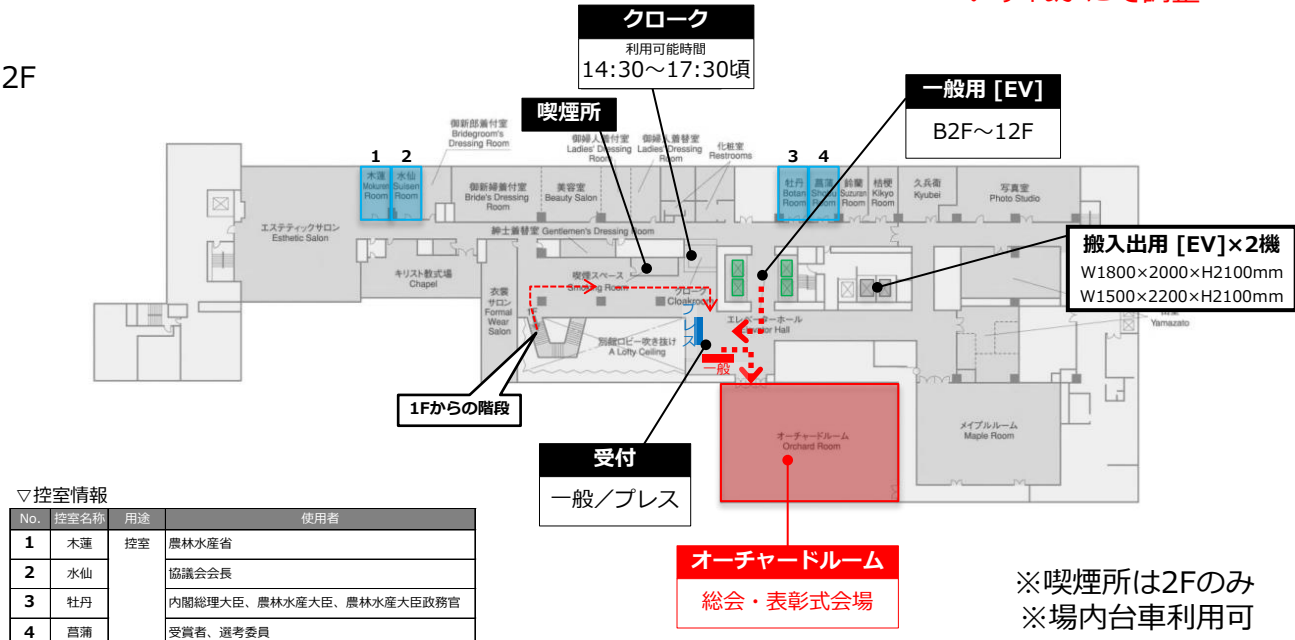 クローク
利用可能時間
14:30～17:30頃
2F
喫煙所
一般用 [EV]
B2F～12F
御新郎着付室
Bridegroom's
Dressing Room
御婦人着付室
Ladies' Dressing
Room
御婦人着替室
Ladies' Dressing
Room
化粧室
Restrooms
1
2
3
4
木蓮
Mokuren
Room
水仙
Suisen
Room
御新婦着付室
Bride's Dressing
Room
美容室
Beauty Salon
牡丹
Botan
Room
菖蒲
Shobu
Room
鈴蘭
Suzuran
Room
桔梗
Kikyo
Room
久兵衛
Kyubei
写真室
Photo Studio
エステティックサロン
Esthetic Salon
紳士着替室 Gentlemen's Dressing Room
搬入出用 [EV]×2機
W1800×2000×H2100mm
W1500×2200×H2100mm
キリスト教式場
Chapel
喫煙スペース
Smoking Room
クローク
Cloakroom
衣裳
サロン
Formal
Wear
Salon
プレス
エレベーターホール
Elevator Hall
Yamazato
別館ロビー吹き抜け
A Lofty Ceiling
一般
1Fからの階段
オーチャードルーム
Orchard Room
メイプルルーム
Maple Room
受付
一般／プレス
▽控室情報
No. 控室名称 用途 使用者
1 木蓮 控室 農林水産省
2 水仙 協議会会長
3 牡丹 内閣総理大臣、農林水産大臣、農林水産大臣政務官
4 菖蒲 受賞者、選考委員
オーチャードルーム
総会・表彰式会場
※喫煙所は2Fのみ
※場内台車利用可